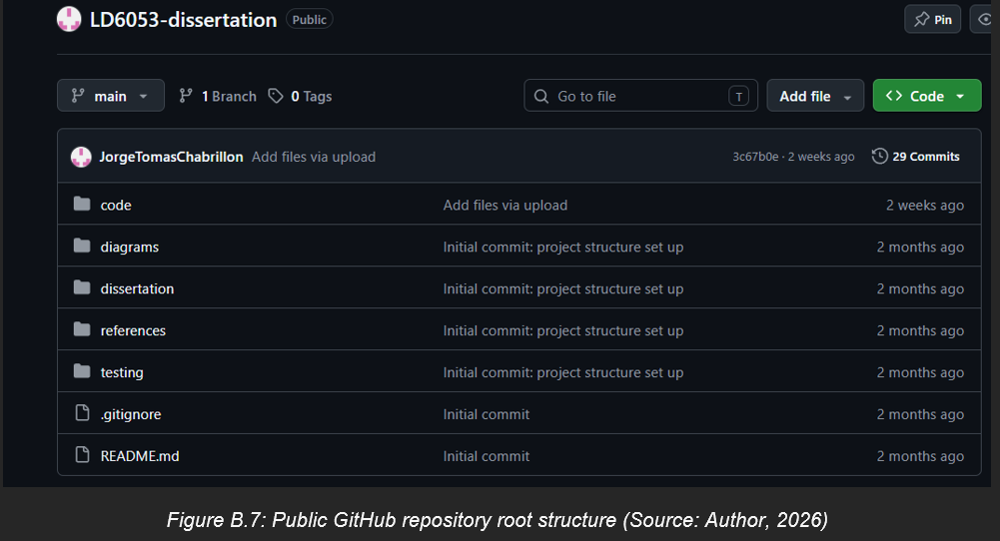 LD6053-dissertation Public Pin
main 1 Branch 0 Tags Go to file T Add file Code
JorgeTomasChabrillon Add files via upload 3c67b0e · 2 weeks ago 29 Commits
code Add files via upload 2 weeks ago
diagrams Initial commit: project structure set up 2 months ago
dissertation Initial commit: project structure set up 2 months ago
references Initial commit: project structure set up 2 months ago
testing Initial commit: project structure set up 2 months ago
.gitignore Initial commit 2 months ago
README.md Initial commit 2 months ago
Figure B.7: Public GitHub repository root structure (Source: Author, 2026)